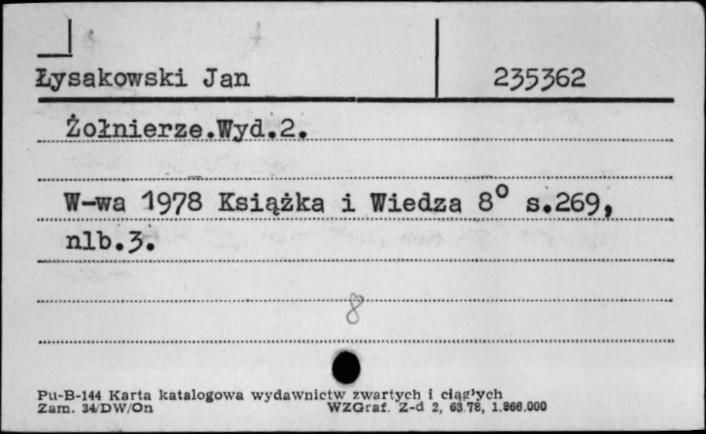 Łysakowski Jan 235362
Żołnierze.Wyd.2.
W-wa 1978 Książka i Wiedza 8° s.269,
nlb.3.
8
Pu-B-144 Karta katalogowa wydawnictw zwartych i ciągłych
Zam. 34/DW/On WZGraf. Z-d 2, 63.78, 1.866.000